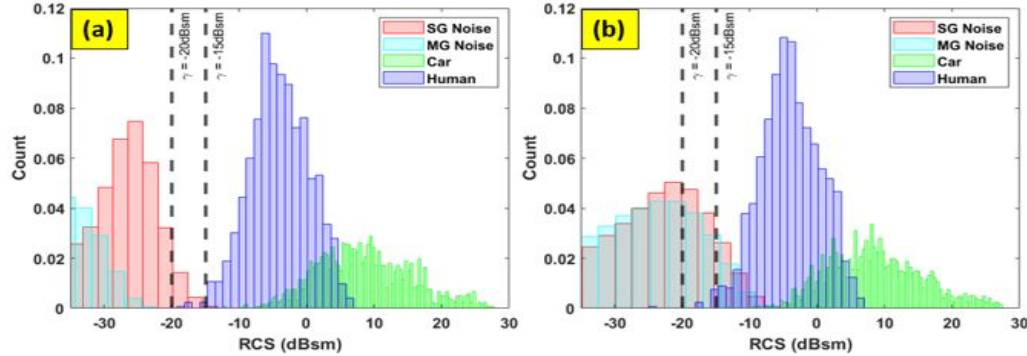 (a)
γ = -20dBsm
γ = -15dBsm
SG Noise
MG Noise
Car
Human
0.12
0.1
0.08
0.06
0.04
0.02
0
Count
-30
-20
-10
0
10
20
30
RCS (dBsm)
(b)
γ = -20dBsm
γ = -15dBsm
SG Noise
MG Noise
Car
Human
0.12
0.1
0.08
0.06
0.04
0.02
0
Count
-30
-20
-10
0
10
20
30
RCS (dBsm)